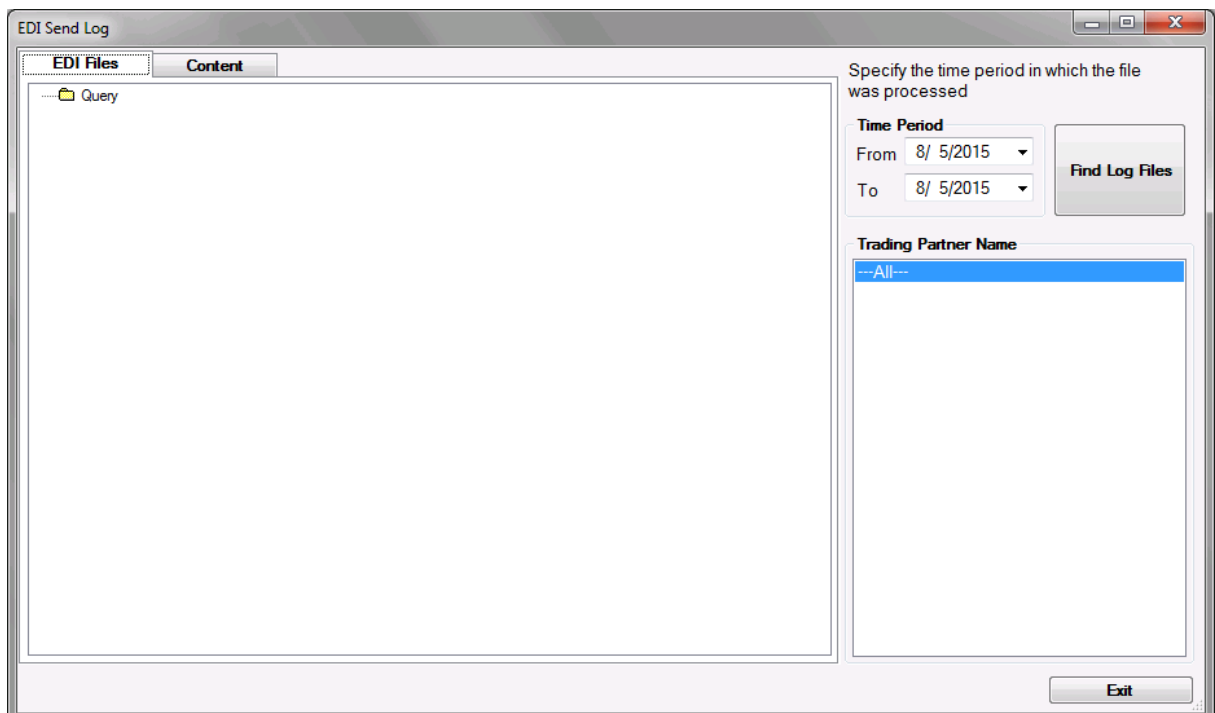 EDI Send Log
EDI Files
Content
Query
Specify the time period in which the file
was processed
Time Period
From 8/ 5/2015
To 8/ 5/2015
Find Log Files
Trading Partner Name
---All---
Exit